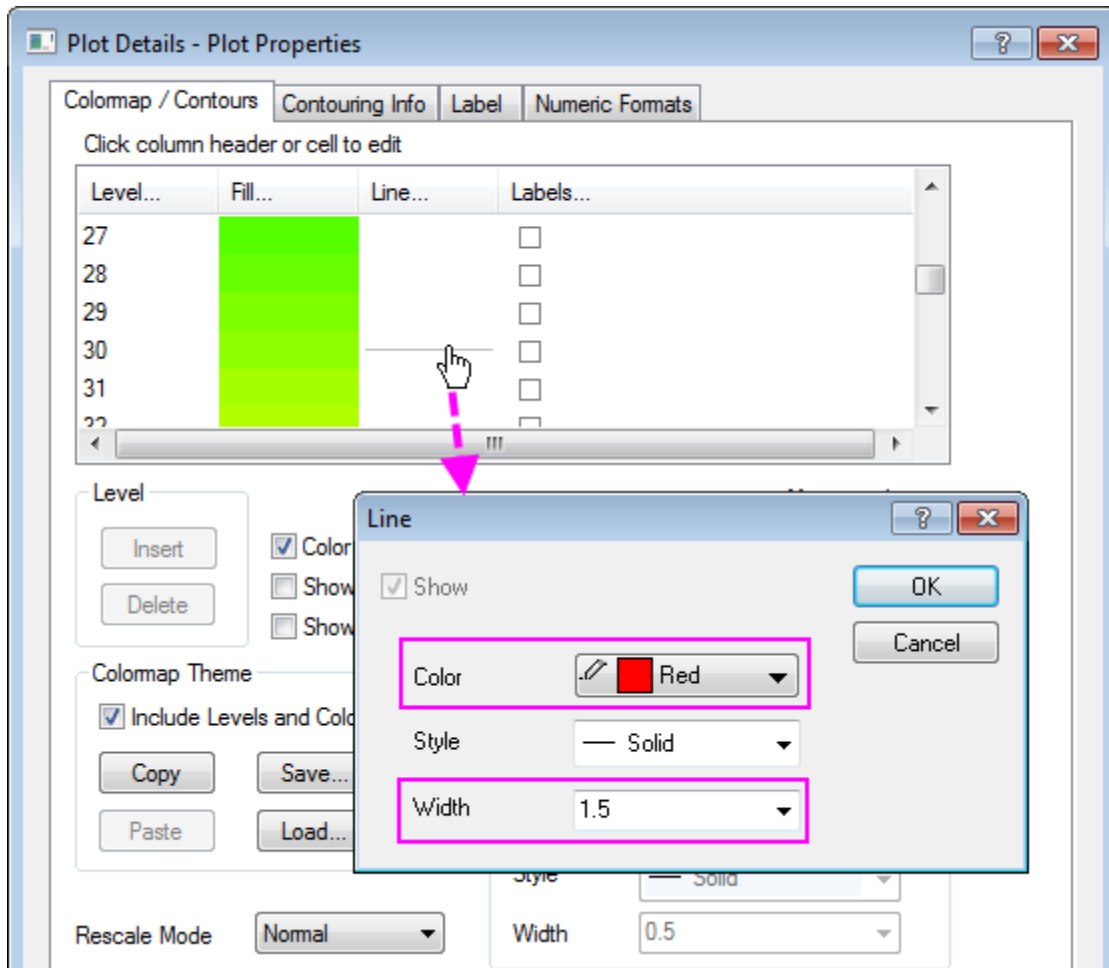 Plot Details - Plot Properties
Colormap / Contours Contouring Info Label Numeric Formats
Click column header or cell to edit
Level... Fill... Line... Labels...
27
28
29
30
31
32
Level
Insert
Delete
Color
Show
Show
Line
Show
OK
Cancel
Color Red
Style Solid
Width 1.5
Colormap Theme
Include Levels and Colo
Copy Save...
Paste Load...
Style Solid
Rescale Mode Normal Width 0.5